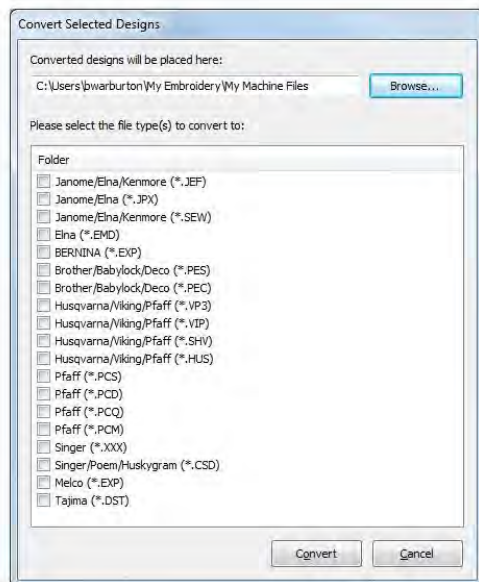 Convert Selected Designs
Converted designs will be placed here:
C:\Users\bwarburton\My Embroidery\My Machine Files
Browse...
Please select the file type(s) to convert to:
Folder
Janome/Elna/Kenmore (*.JEF)
Janome/Elna (*.JPX)
Janome/Elna/Kenmore (*.SEW)
Elna (*.EMD)
BERNINA (*.EXP)
Brother/Babylock/Deco (*.PES)
Brother/Babylock/Deco (*.PEC)
Husqvarna/Viking/Pfaff (*.VP3)
Husqvarna/Viking/Pfaff (*.VIP)
Husqvarna/Viking/Pfaff (*.SHV)
Husqvarna/Viking/Pfaff (*.HUS)
Pfaff (*.PCS)
Pfaff (*.PCD)
Pfaff (*.PCQ)
Pfaff (*.PCM)
Singer (*.XXX)
Singer/Poem/Huskygram (*.CSD)
Melco (*.EXP)
Tajima (*.DST)
Convert
Cancel